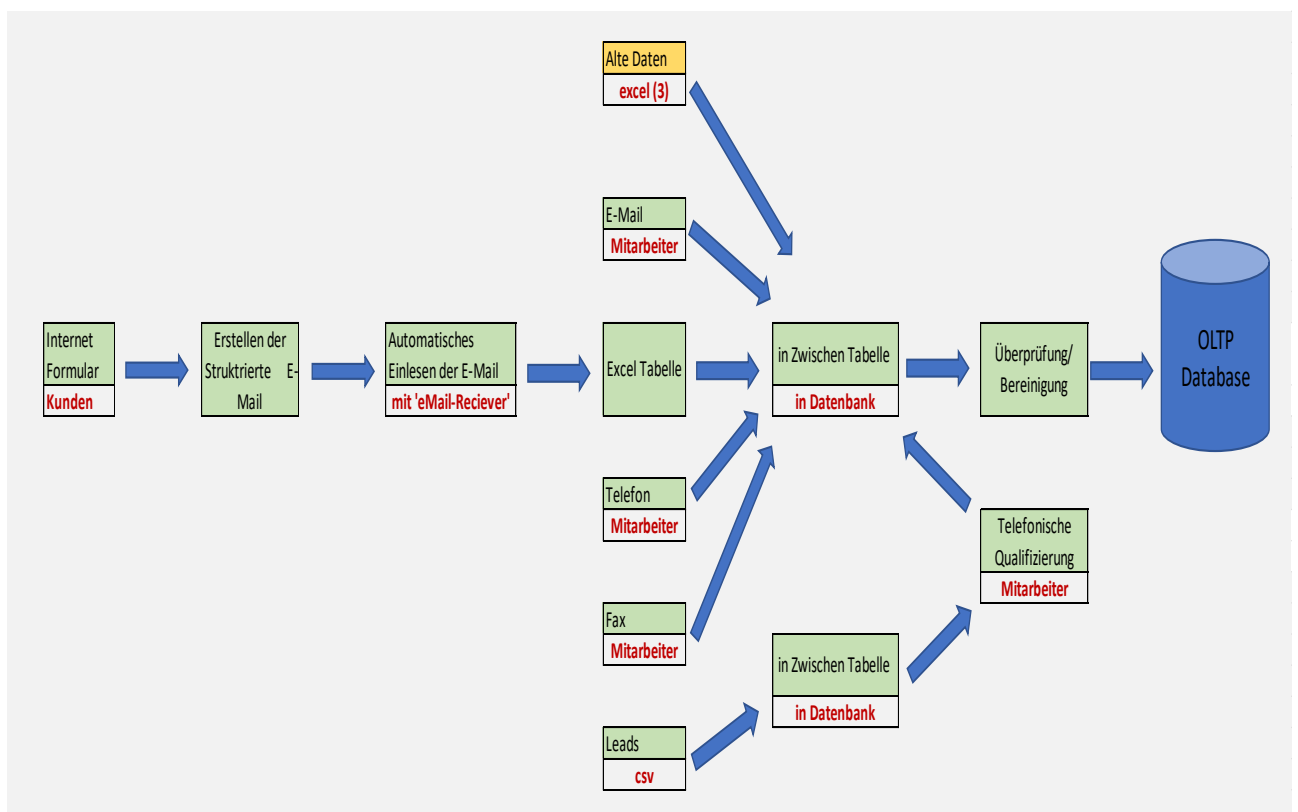 Alte Daten
excel (3)
E-Mail
Mitarbeiter
Internet
Formular
Kunden
Erstellen der
Struktrierte E-
Mail
Automatisches
Einlesen der E-Mail
mit 'eMail-Reciever'
Excel Tabelle
in Zwischen Tabelle
in Datenbank
Überprüfung/
Bereinigung
OLTP
Database
Telefon
Mitarbeiter
Telefonische
Qualifizierung
Mitarbeiter
Fax
Mitarbeiter
in Zwischen Tabelle
in Datenbank
Leads
csv